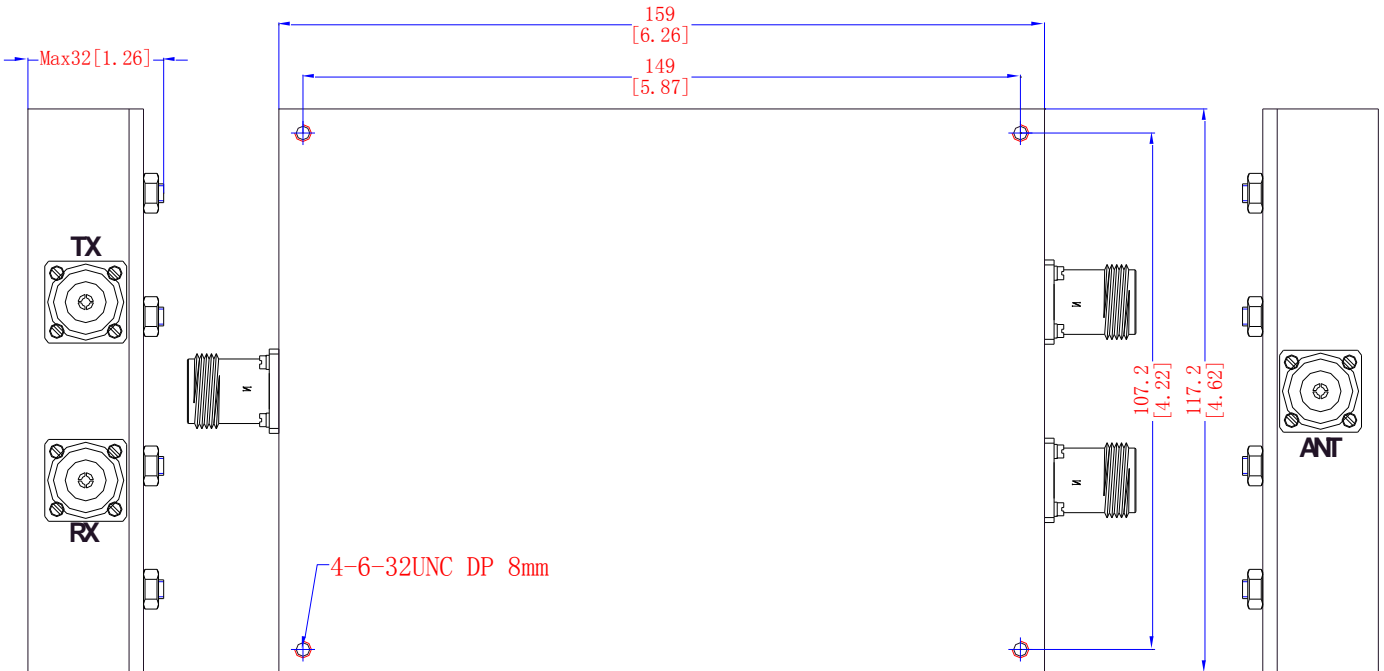 159
[6.26]
Max32[1.26]
149
[5.87]
TX
N
N
107.2
[4.22]
117.2
[4.62]
ANT
N
RX
4-6-32UNC DP 8mm